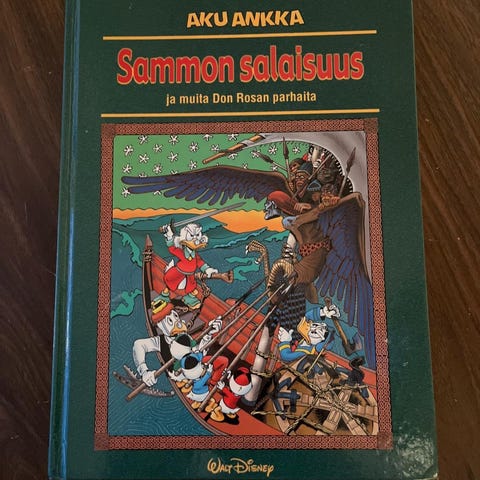 AKU ANKKA
Sammon salaisuus
ja muita Don Rosan parhaita
WALT DISNEY